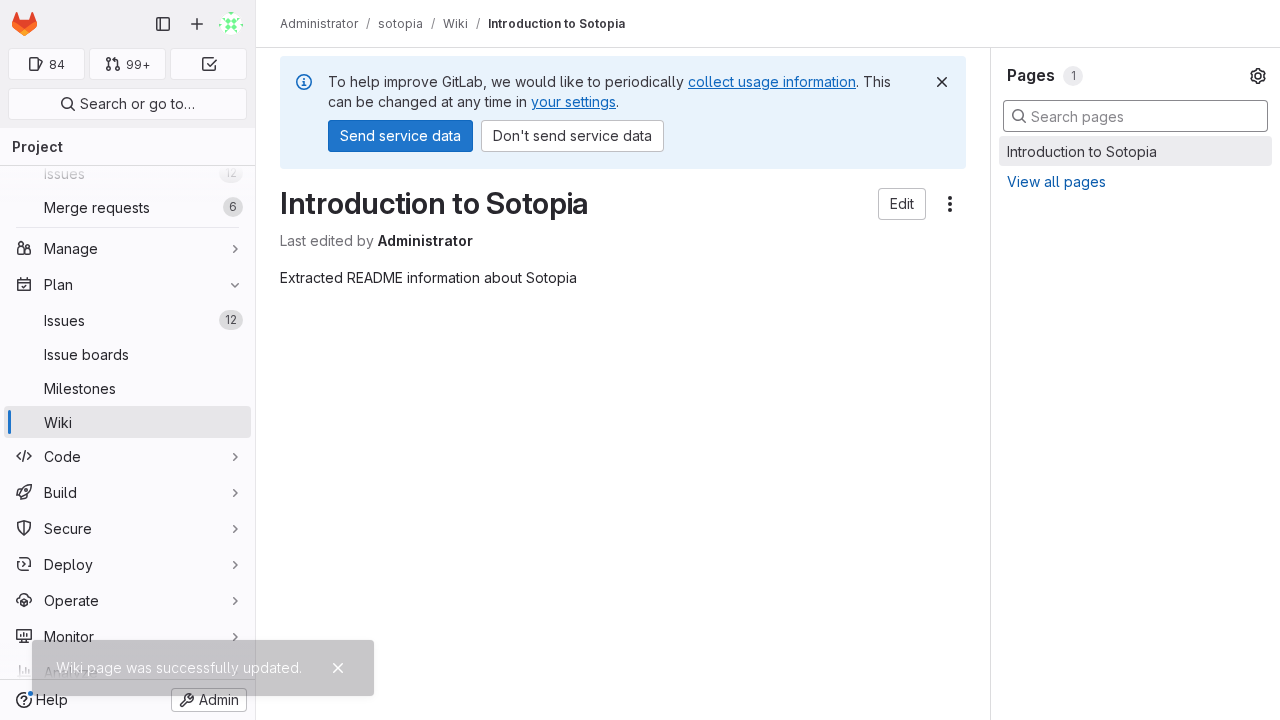 Administrator / sotopia / Wiki / Introduction to Sotopia
84
99+
Search or go to…
Project
Issues 12
Merge requests 6
Manage
Plan
Issues 12
Issue boards
Milestones
Wiki
Code
Build
Secure
Deploy
Operate
Monitor
Help
Admin
To help improve GitLab, we would like to periodically collect usage information. This
can be changed at any time in your settings.
Send service data
Don't send service data
Introduction to Sotopia
Edit
Last edited by Administrator
Extracted README information about Sotopia
Pages 1
Search pages
Introduction to Sotopia
View all pages
Wiki page was successfully updated.